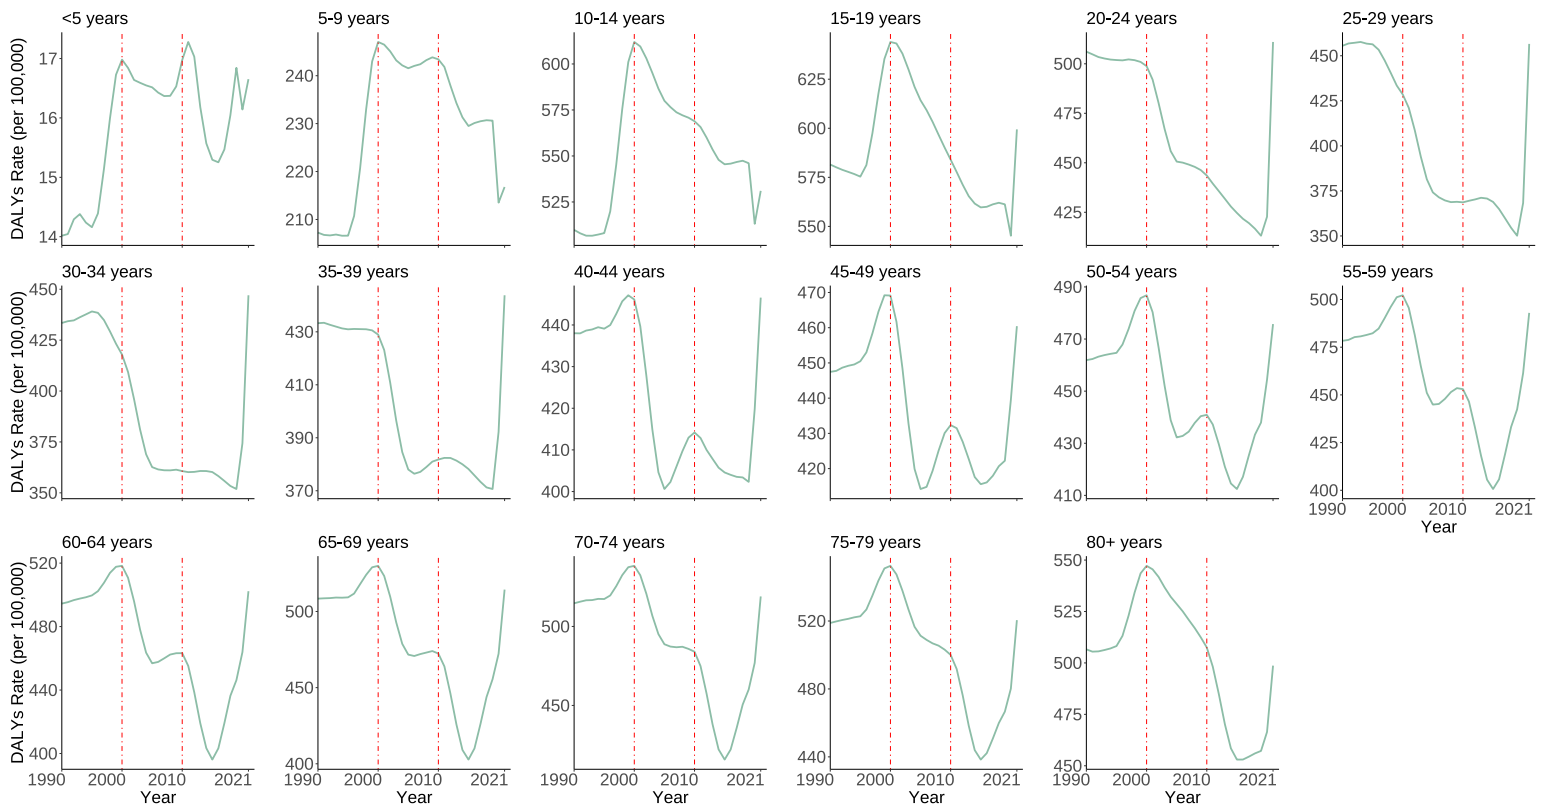 <5 years
5-9 years
10-14 years
15-19 years
20-24 years
25-29 years
DALYs Rate (per 100,000)
17
16
15
14
240
230
220
210
600
575
550
525
625
600
575
550
500
475
450
425
450
425
400
375
350
30-34 years
35-39 years
40-44 years
45-49 years
50-54 years
55-59 years
DALYs Rate (per 100,000)
450
425
400
375
350
430
410
390
370
440
430
420
410
400
470
460
450
440
430
420
490
470
450
430
410
500
475
450
425
400
1990 2000 2010 2021
Year
60-64 years
65-69 years
70-74 years
75-79 years
80+ years
DALYs Rate (per 100,000)
520
480
440
400
500
450
400
500
450
520
480
440
550
525
500
475
450
1990 2000 2010 2021
1990 2000 2010 2021
1990 2000 2010 2021
1990 2000 2010 2021
1990 2000 2010 2021
Year
Year
Year
Year
Year